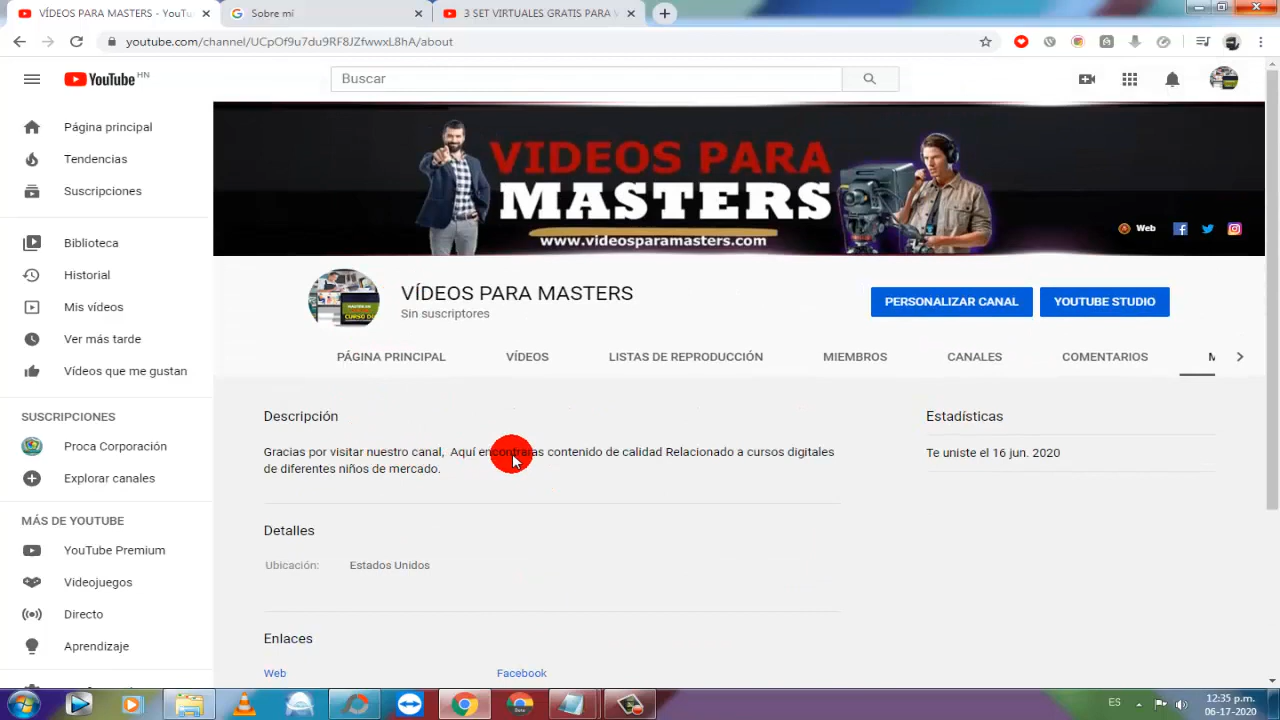 VÍDEOS PARA MASTERS - YouTu
Sobre mí
3 SET VIRTUALES GRATIS PARA V
youtube.com/channel/UCpOf9u7du9RF8JZfwwxL8hA/about
YouTube HN
Buscar
Página principal
Tendencias
Suscripciones
Biblioteca
Historial
Mis vídeos
Ver más tarde
Vídeos que me gustan
SUSCRIPCIONES
Proca Corporación
Explorar canales
MÁS DE YOUTUBE
YouTube Premium
Videojuegos
Directo
Aprendizaje
VIDEOS PARA
MASTERS
www.videosparamasters.com
Web
VÍDEOS PARA MASTERS
Sin suscriptores
PERSONALIZAR CANAL
YOUTUBE STUDIO
PÁGINA PRINCIPAL
VÍDEOS
LISTAS DE REPRODUCCIÓN
MIEMBROS
CANALES
COMENTARIOS
Descripción
Gracias por visitar nuestro canal, Aquí encontraras contenido de calidad Relacionado a cursos digitales
de diferentes niños de mercado.
Estadísticas
Te uniste el 16 jun. 2020
Detalles
Ubicación: Estados Unidos
Enlaces
Web
Facebook
ES
12:35 p.m.
06-17-2020